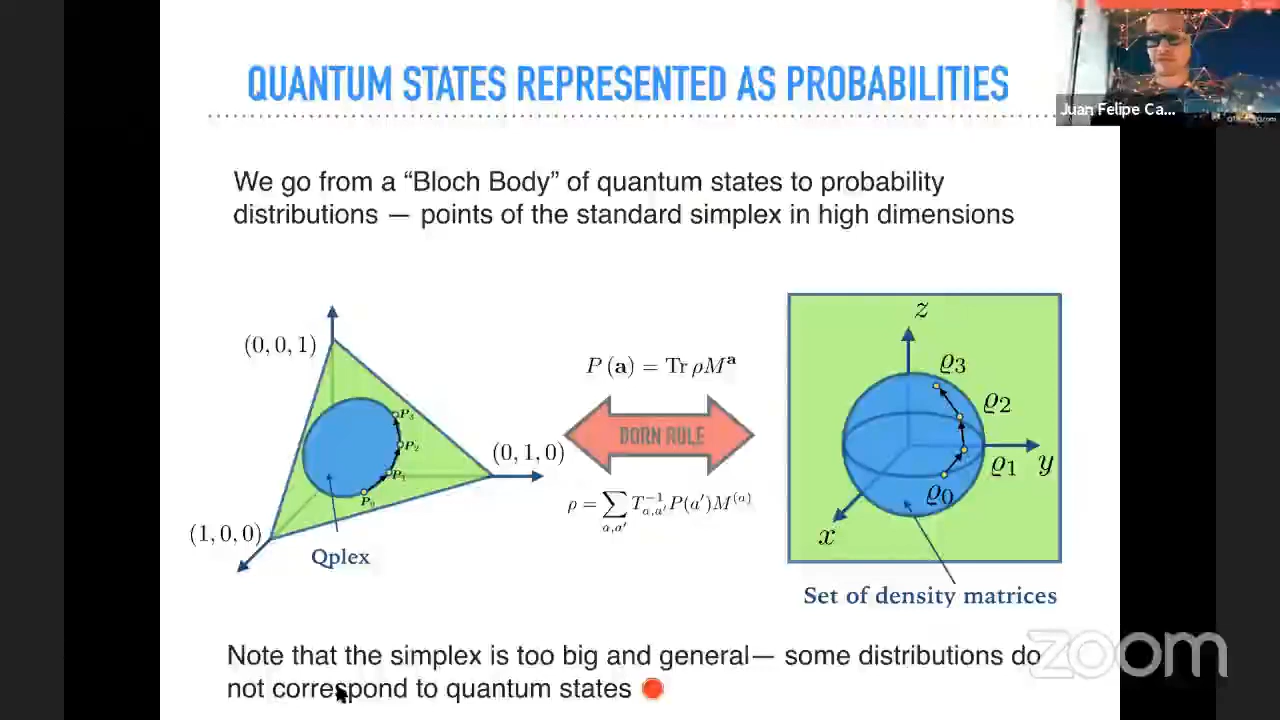 QUANTUM STATES REPRESENTED AS PROBABILITIES
Juan Felipe Ca...
We go from a “Bloch Body” of quantum states to probability
distributions — points of the standard simplex in high dimensions
(0, 0, 1)
(0, 1, 0)
(1, 0, 0)
P₃
P₂
P₁
P₀
Qplex
P (a) = Tr ρMᵃ
BORN RULE
ρ = ∑_{a,a′} T⁻¹_{a,a′} P(a′)M⁽ᵃ⁾
z
ϱ3
ϱ2
ϱ1
ϱ0
y
x
Set of density matrices
Note that the simplex is too big and general— some distributions do
not correspond to quantum states
zoom